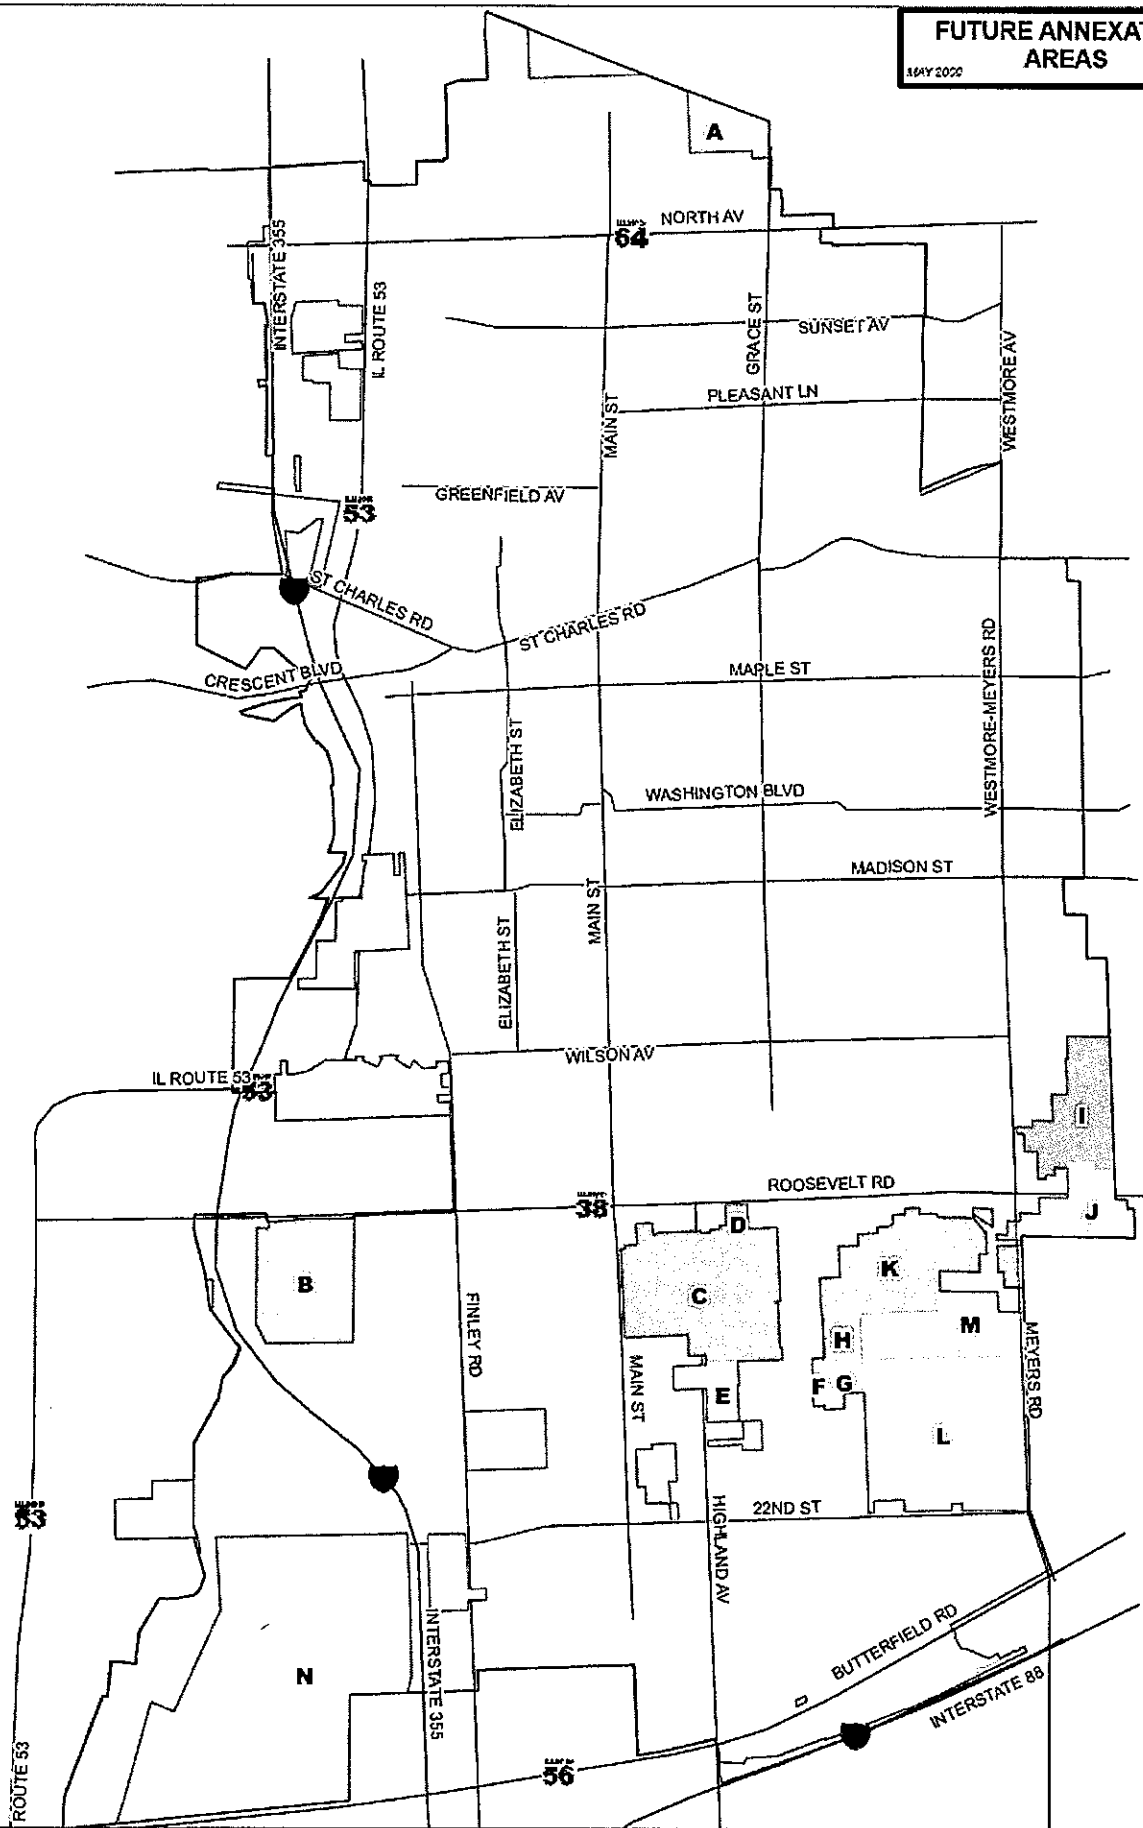 FUTURE ANNEXAT
AREAS
MAY 2000
A
NORTH AV
64
INTERSTATE 355
IL ROUTE 53
GRACE ST
SUNSET AV
WESTMORE AV
PLEASANT LN
MAIN ST
GREENFIELD AV
53
ST CHARLES RD
ST CHARLES RD
CRESCENT BLVD
MAPLE ST
WESTMORE-MEYERS RD
ELIZABETH ST
WASHINGTON BLVD
MADISON ST
MAIN ST
ELIZABETH ST
WILSON AV
IL ROUTE 53
53
I
ROOSEVELT RD
38
J
D
K
B
C
FINLEY RD
M
H
MEYERS RD
MAIN ST
F
G
E
L
53
22ND ST
HIGHLAND AV
INTERSTATE 355
BUTTERFIELD RD
N
INTERSTATE 88
ROUTE 53
56